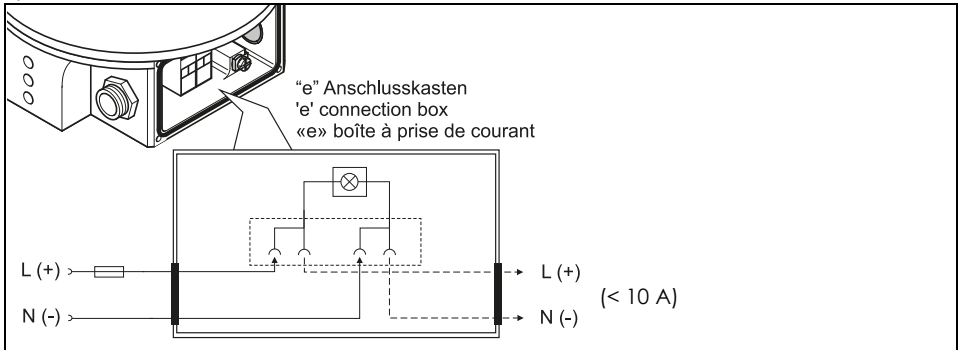 “e” Anschlusskasten
'e' connection box
«e» boîte à prise de courant
L (+)
L (+)
(< 10 A)
N (-)
N (-)